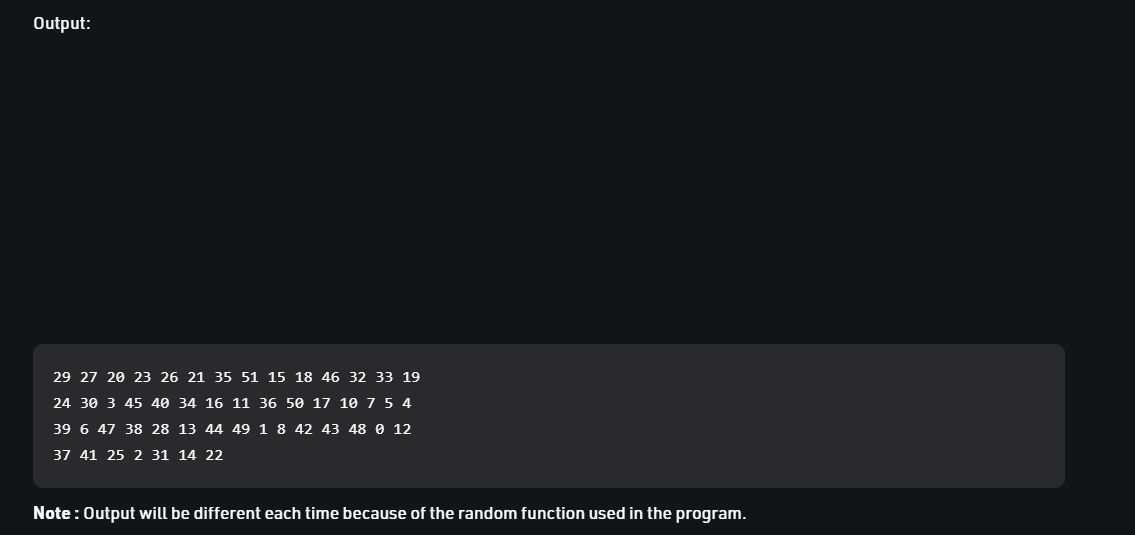 Output:
29 27 20 23 26 21 35 51 15 18 46 32 33 19
24 30 3 45 40 34 16 11 36 50 17 10 7 5 4
39 6 47 38 28 13 44 49 1 8 42 43 48 0 12
37 41 25 2 31 14 22
Note : Output will be different each time because of the random function used in the program.